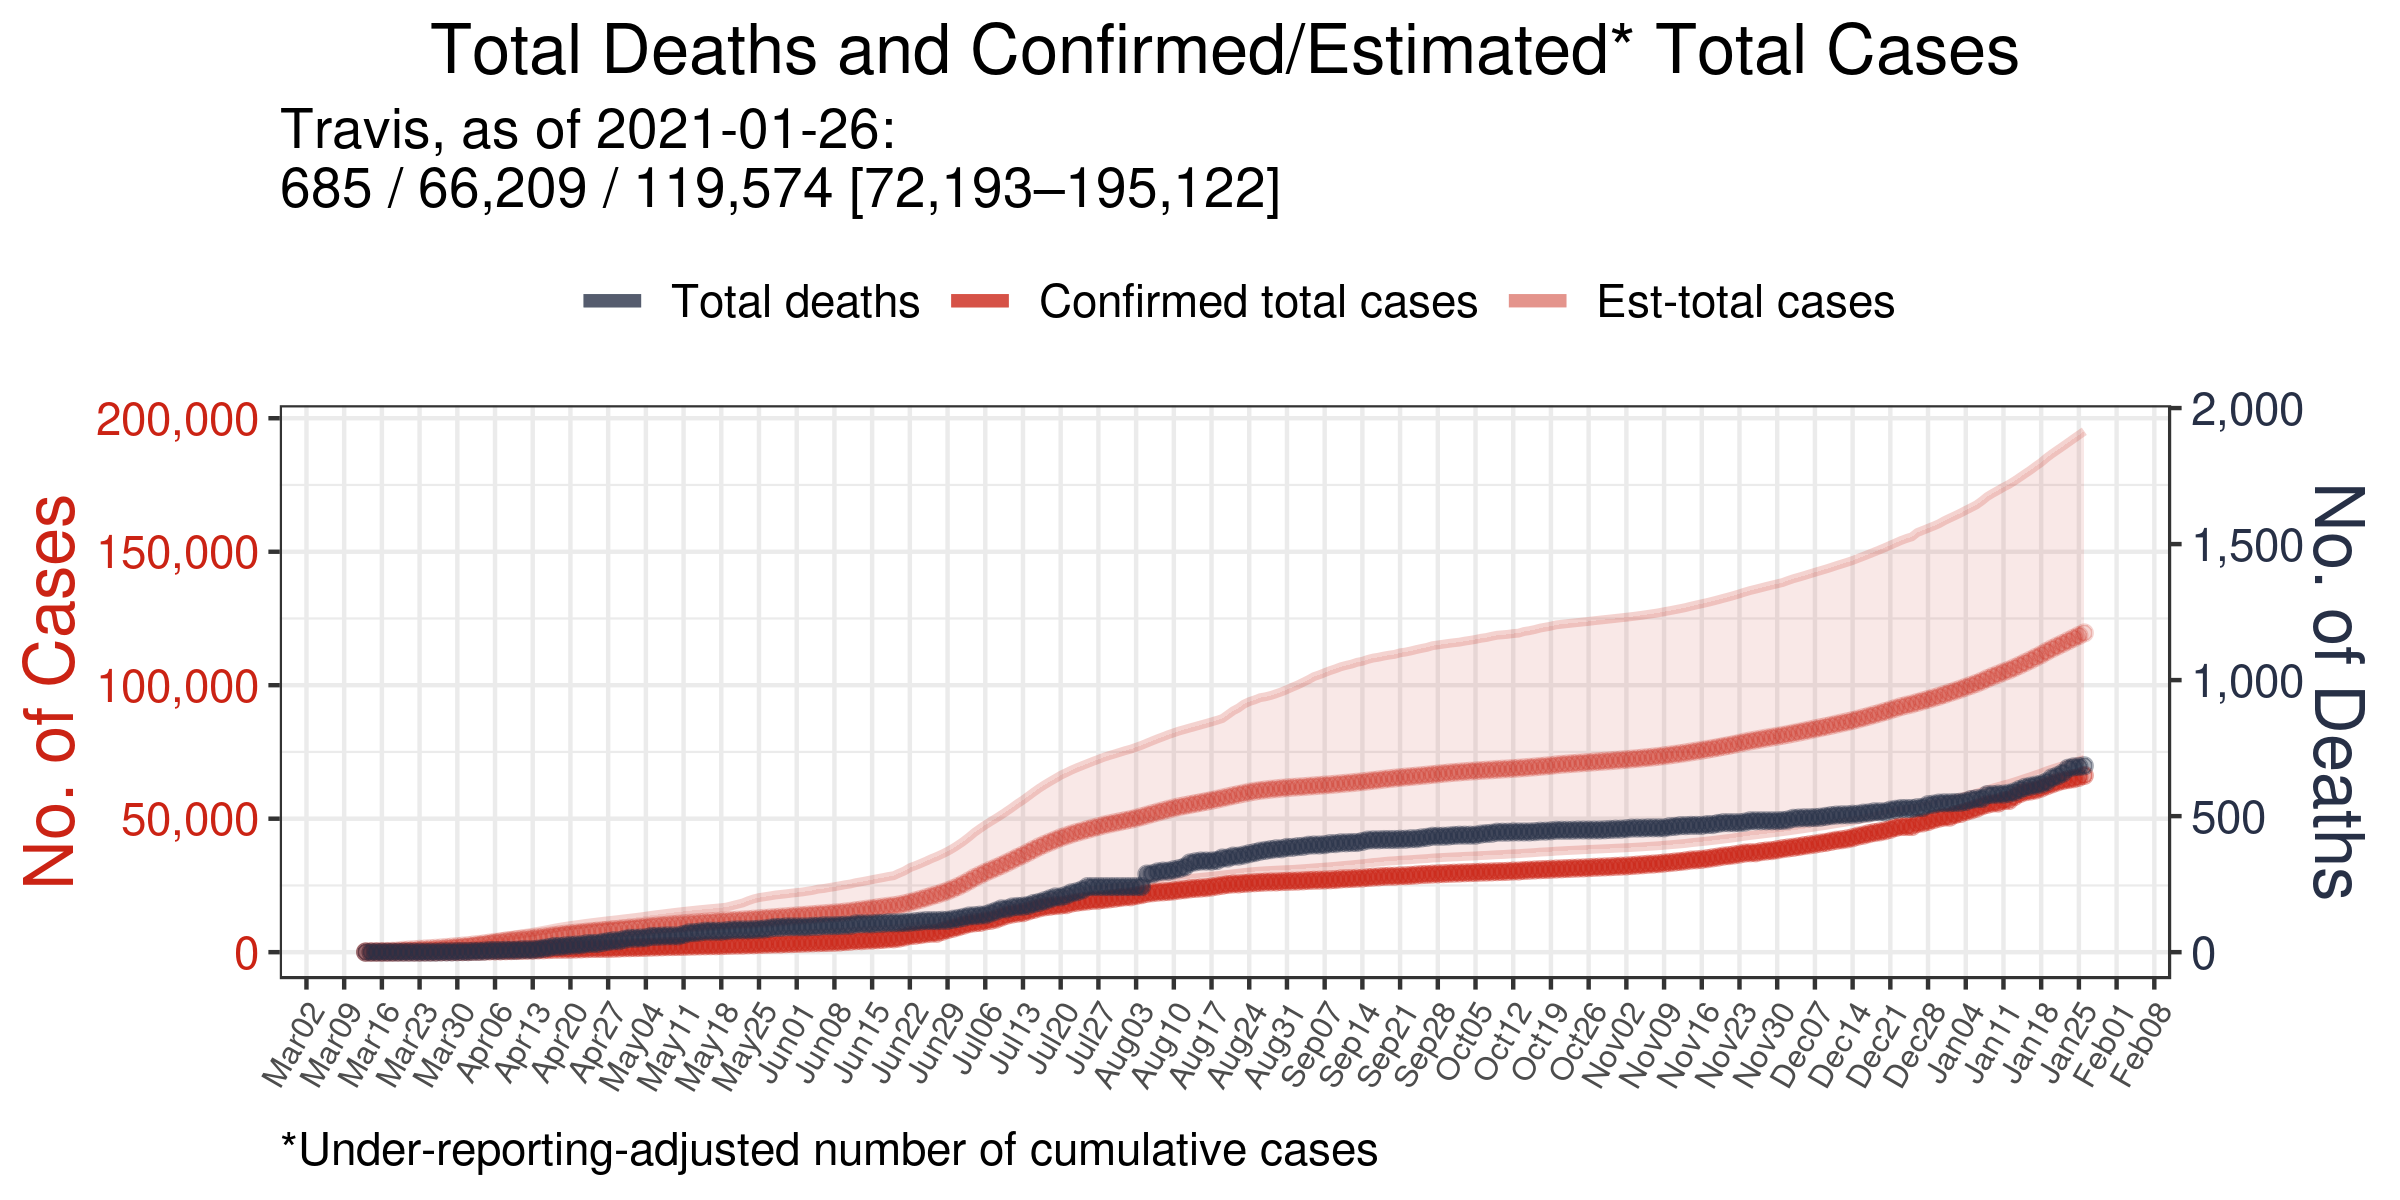 Total Deaths and Confirmed/Estimated* Total Cases
Travis, as of 2021-01-26:
685 / 66,209 / 119,574 [72,193–195,122]
Total deaths
Confirmed total cases
Est-total cases
No. of Cases
200,000
150,000
100,000
50,000
0
2,000
1,500
1,000
500
0
No. of Deaths
Mar02
Mar09
Mar16
Mar23
Mar30
Apr06
Apr13
Apr20
Apr27
May04
May11
May18
May25
Jun01
Jun08
Jun15
Jun22
Jun29
Jul06
Jul13
Jul20
Jul27
Aug03
Aug10
Aug17
Aug24
Aug31
Sep07
Sep14
Sep21
Sep28
Oct05
Oct12
Oct19
Oct26
Nov02
Nov09
Nov16
Nov23
Nov30
Dec07
Dec14
Dec21
Dec28
Jan04
Jan11
Jan18
Jan25
Feb01
Feb08
*Under-reporting-adjusted number of cumulative cases